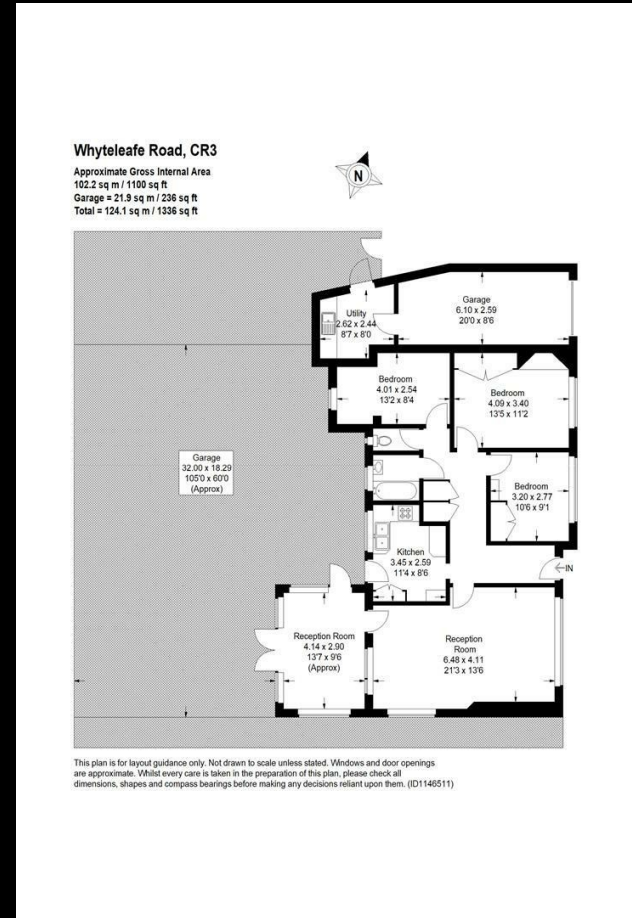 Whyteleafe Road, CR3
Approximate Gross Internal Area
102.2 sq m / 1100 sq ft
Garage = 21.9 sq m / 236 sq ft
Total = 124.1 sq m / 1336 sq ft
N
Utility
2.62 x 2.44
8'7 x 8'0
Garage
6.10 x 2.59
20'0 x 8'6
Bedroom
4.01 x 2.54
13'2 x 8'4
Bedroom
4.09 x 3.40
13'5 x 11'2
Garage
32.00 x 18.29
105'0 x 60'0
(Approx)
Bedroom
3.20 x 2.77
10'6 x 9'1
Kitchen
3.45 x 2.59
11'4 x 8'6
IN
Reception Room
4.14 x 2.90
13'7 x 9'6
(Approx)
Reception
Room
6.48 x 4.11
21'3 x 13'6
This plan is for layout guidance only. Not drawn to scale unless stated. Windows and door openings
are approximate. Whilst every care is taken in the preparation of this plan, please check all
dimensions, shapes and compass bearings before making any decisions reliant upon them. (ID1146511)